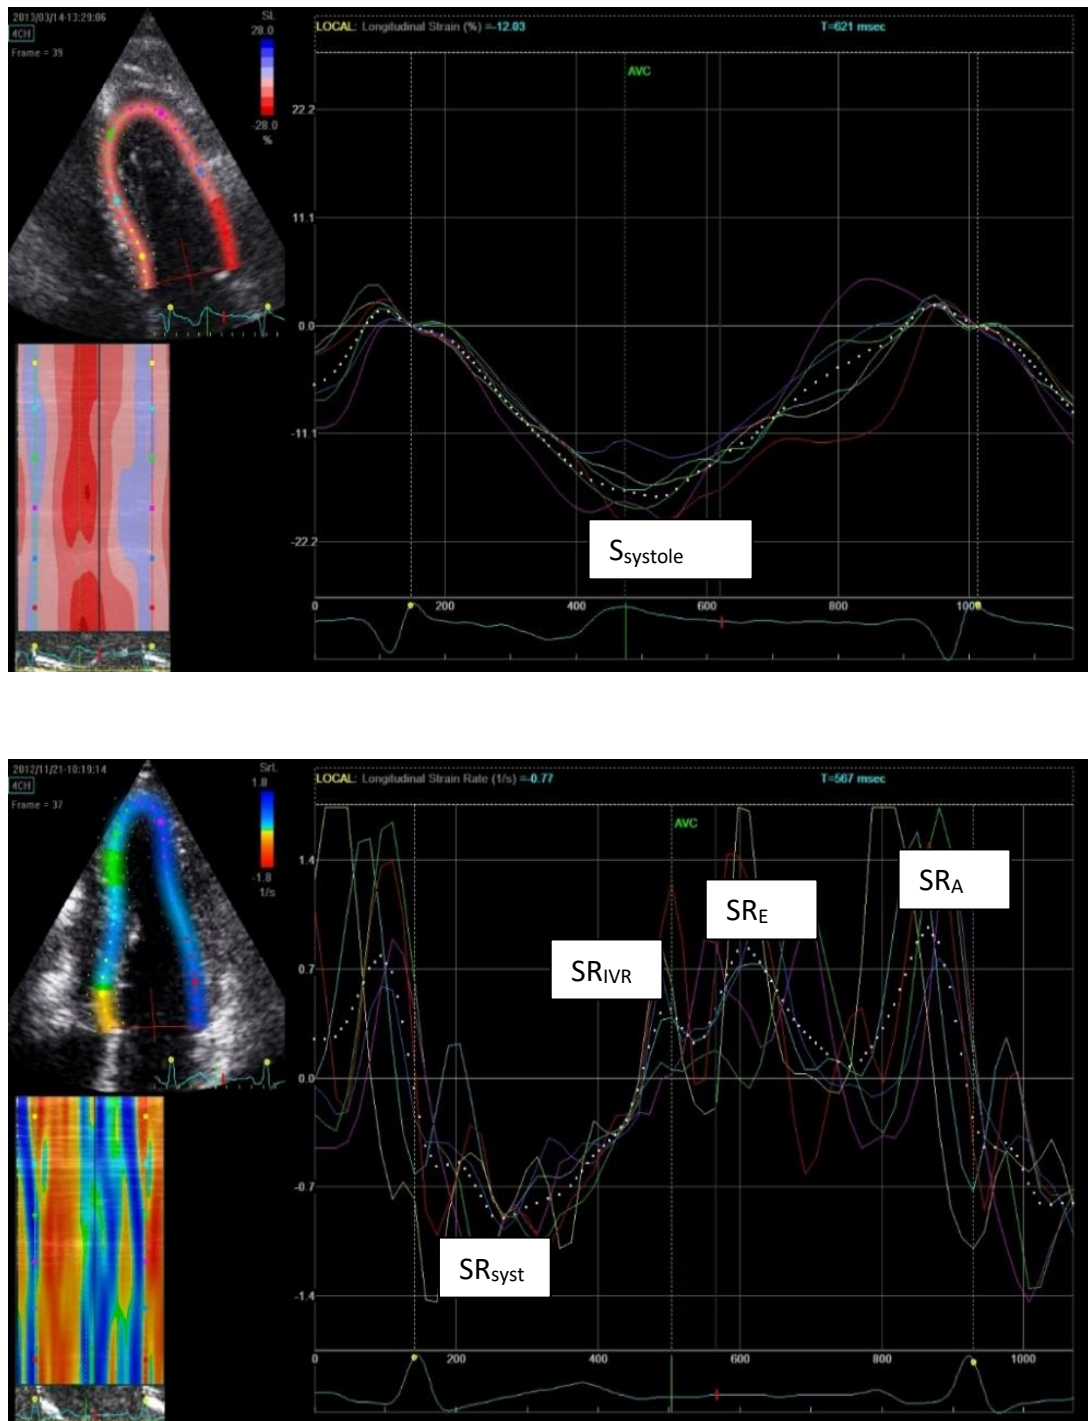 2013/03/14-13:29:06
4CH
Frame = 39
SL
28.0
-28.0
%
LOCAL: Longitudinal Strain (%) =-12.03 T=621 msec
AVC
22.2
11.1
0.0
-11.1
-22.2
Ssystole
0 200 400 600 800 1000
2012/11/21-10:19:14
4CH
Frame = 37
SrL
1.8
-1.8
1/s
LOCAL: Longitudinal Strain Rate (1/s) =-0.77 T=567 msec
AVC
1.4
0.7
0.0
-0.7
-1.4
SRA
SRE
SRIVR
SRsyst
0 200 400 600 800 1000